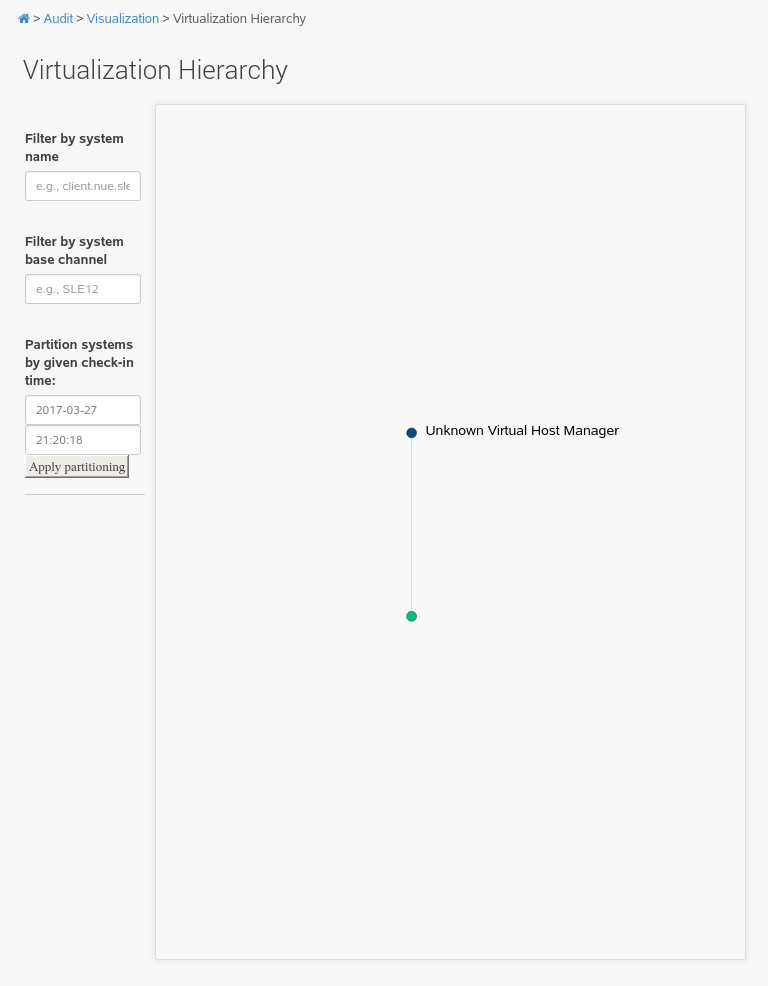 > Audit > Visualization > Virtualization Hierarchy
Virtualization Hierarchy
Filter by system
name
e.g., client.nue.sle
Filter by system
base channel
e.g., SLE12
Partition systems
by given check-in
time:
2017-03-27
21:20:18
Apply partitioning
Unknown Virtual Host Manager